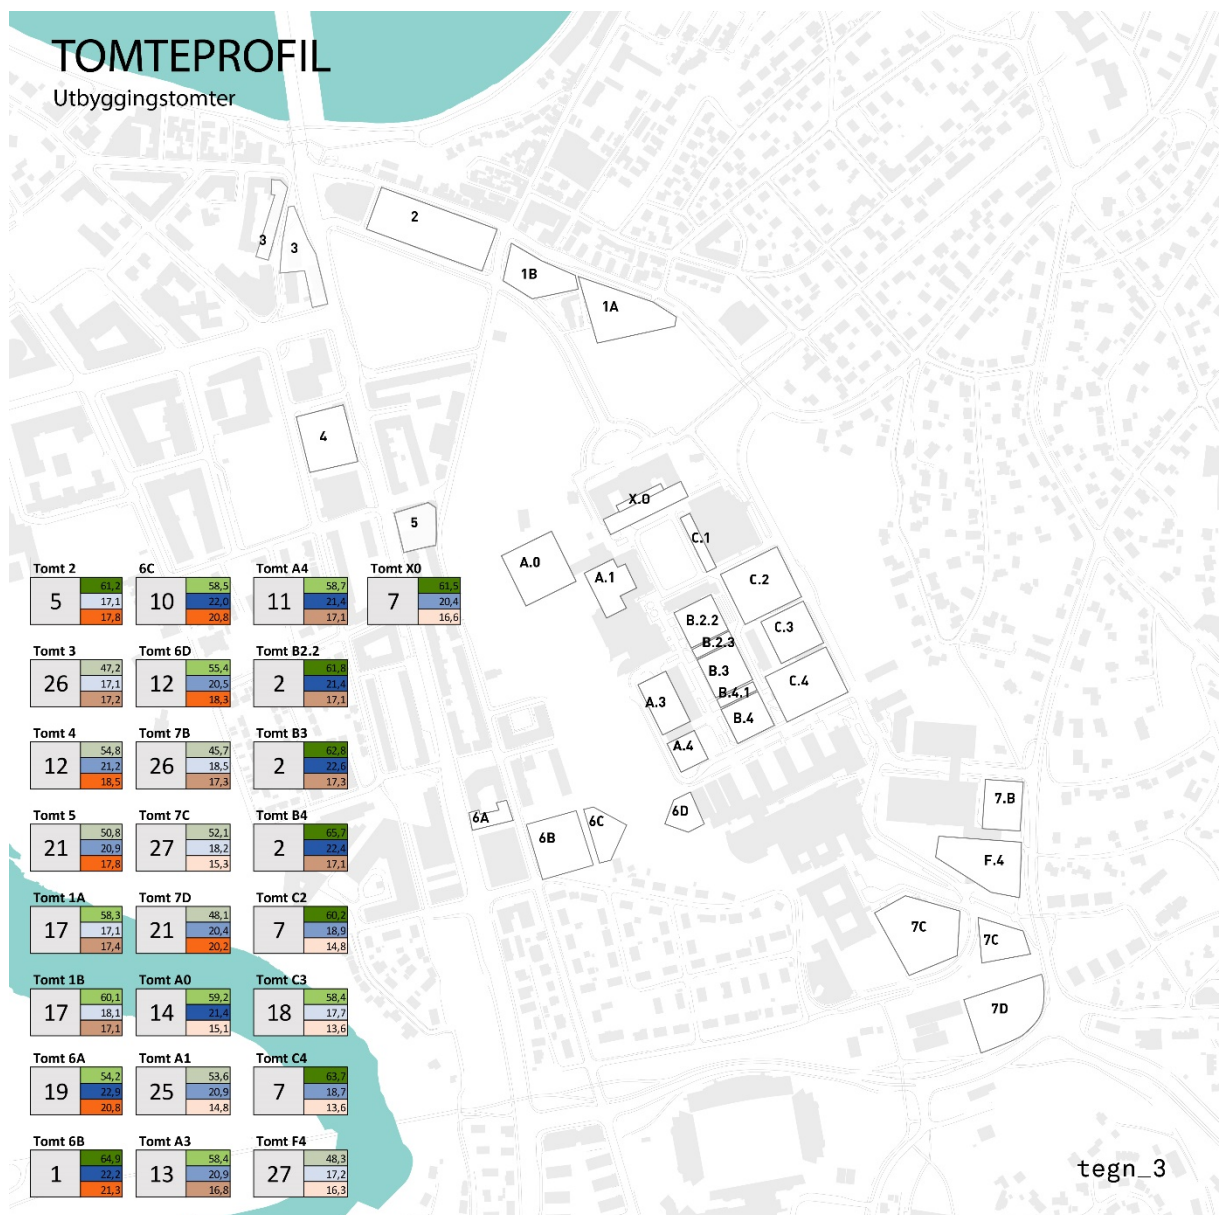 TOMTEPROFIL
Utbyggingstomter
2
3
3
1B
1A
4
5
X.0
C.1
A.0
A.1
C.2
B.2.2
C.3
B.2.3
B.3
C.4
B.4.1
A.3
B.4
A.4
7.B
6D
6A
6C
6B
F.4
7C
7C
7D
Tomt 2
5
61,2
17,1
17,8
6C
10
58,5
22,0
20,8
Tomt A4
11
58,7
21,4
17,1
Tomt X0
7
61,5
20,4
16,6
Tomt 3
26
47,2
17,1
17,2
Tomt 6D
12
55,4
20,5
18,3
Tomt B2.2
2
61,8
21,4
17,1
Tomt 4
12
54,8
21,2
18,5
Tomt 7B
26
45,7
18,5
17,3
Tomt B3
2
62,8
22,6
17,3
Tomt 5
21
50,8
20,9
17,8
Tomt 7C
27
52,1
18,2
15,3
Tomt B4
2
65,7
22,4
17,1
Tomt 1A
17
58,3
17,1
17,4
Tomt 7D
21
48,1
20,4
20,2
Tomt C2
7
60,2
18,9
14,8
Tomt 1B
17
60,1
18,1
17,1
Tomt A0
14
59,2
21,4
15,1
Tomt C3
18
58,4
17,7
13,6
Tomt 6A
19
54,2
22,9
20,8
Tomt A1
25
53,6
20,9
14,8
Tomt C4
7
63,7
18,7
13,6
Tomt 6B
1
64,9
22,2
21,3
Tomt A3
13
58,4
20,9
16,8
Tomt F4
27
48,3
17,2
16,3
tegn_3